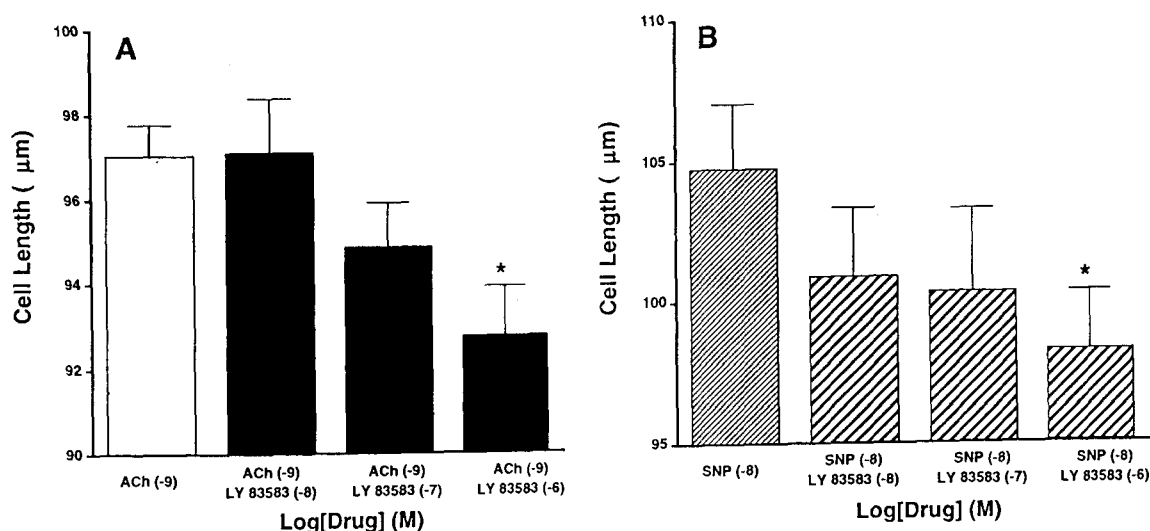 A
100
98
96
94
92
90
Cell Length ( μm)
*
ACh (-9)
ACh (-9)
LY 83583 (-8)
ACh (-9)
LY 83583 (-7)
ACh (-9)
LY 83583 (-6)
Log[Drug] (M)
B
110
105
100
95
Cell Length ( μm)
*
SNP (-8)
SNP (-8)
LY 83583 (-8)
SNP (-8)
LY 83583 (-7)
SNP (-8)
LY 83583 (-6)
Log[Drug] (M)